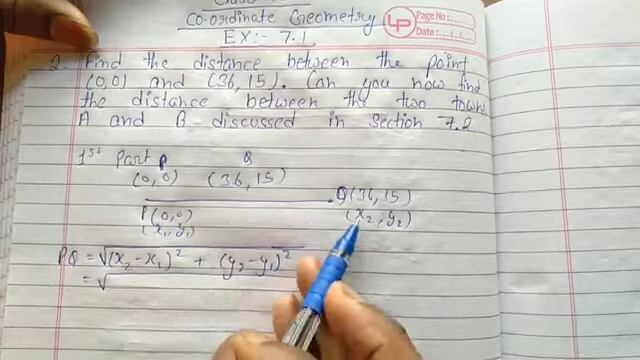 Co-ordinate Geometry
LP Page No.:
Date: / /
EX:- 7.1
2. Find the distance between the point
(0,0) and (36,15). Can you now find
the distance between the two towns
A and B discussed in Section 7.2
1st Part P B
(0,0) (36,15)
Q(36,15)
P(0,0) (x₂,y₂)
(x₁,y₁)
PQ = √(x₂-x₁)² + (y₂-y₁)²
= √